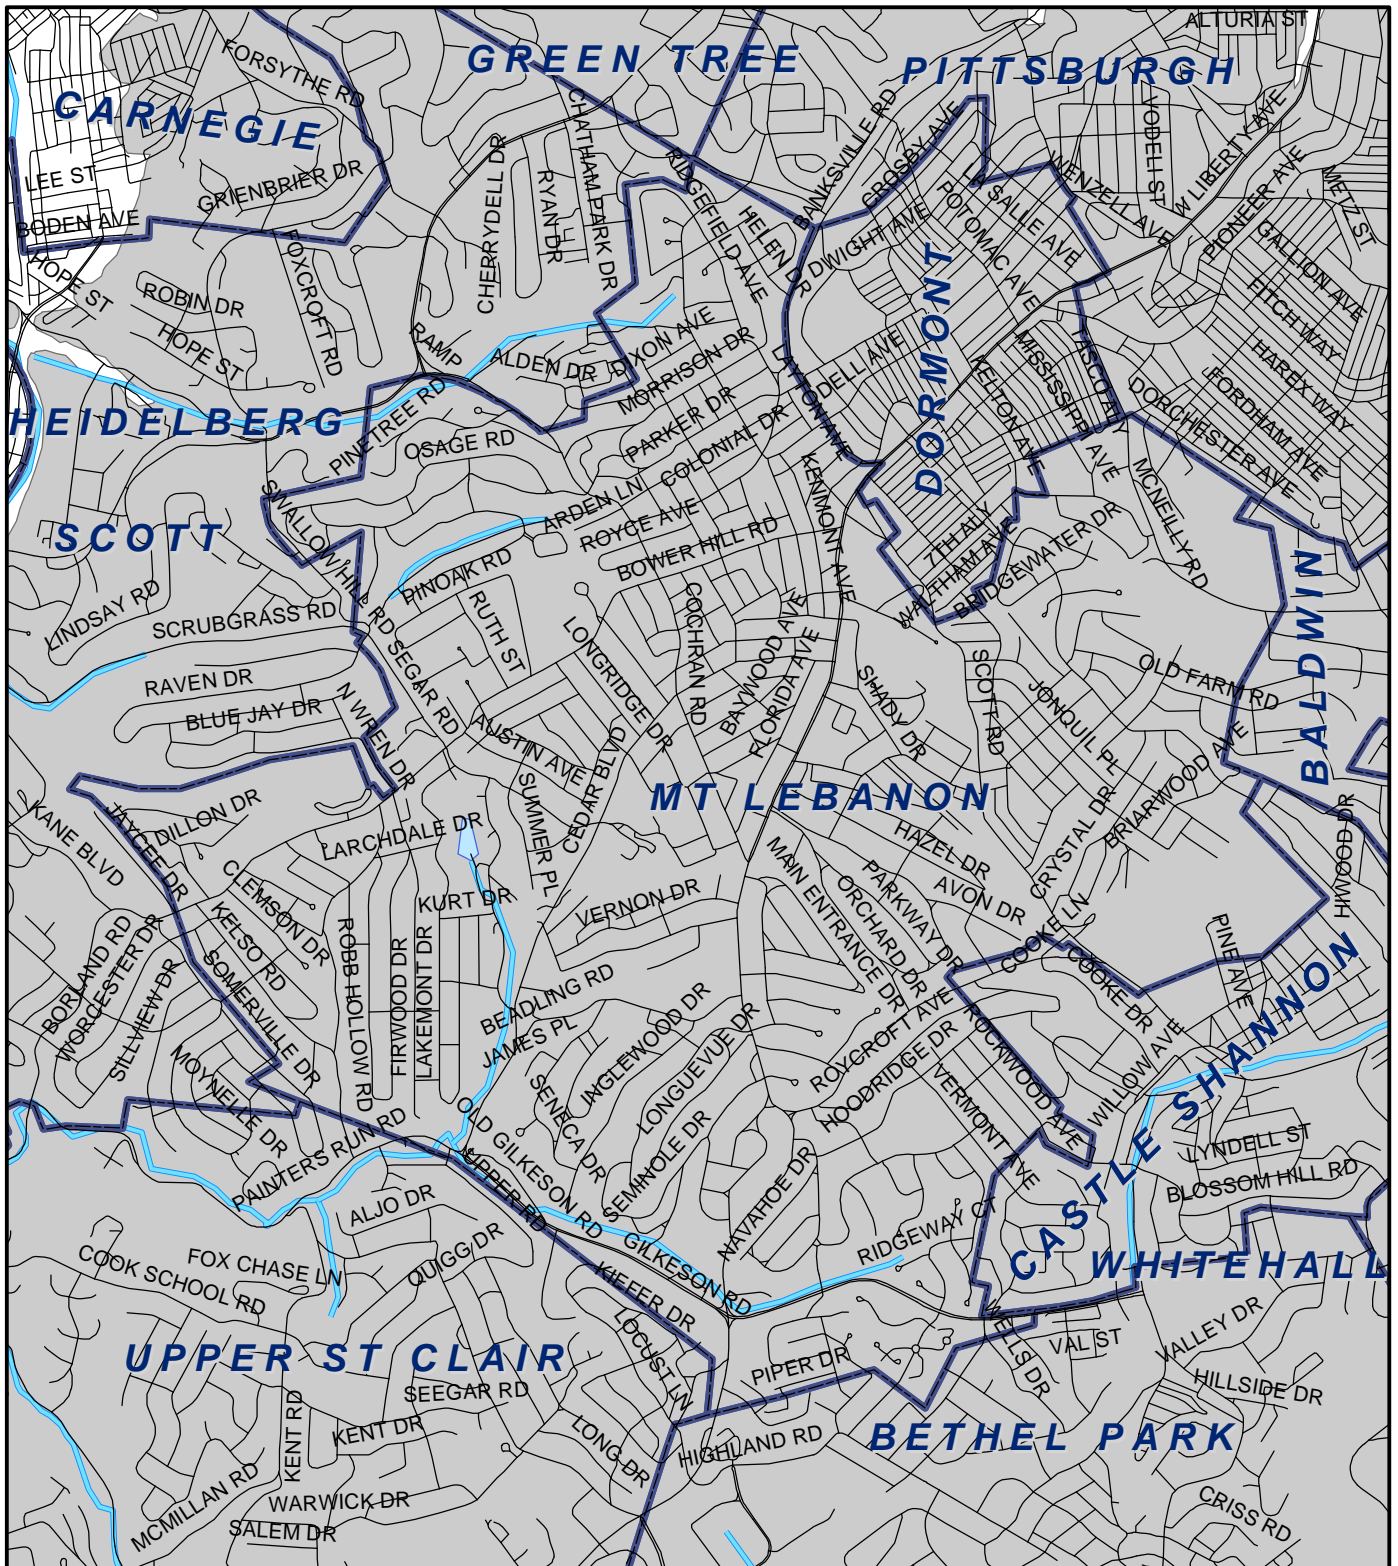 ALTURIA ST
GREEN TREE
PITTSBURGH
FORSYTHE RD
CARNEGIE
CHATHAM PARK DR
BANKSVILLE RD
CROSBY AVE
VODELI ST
W LIBERTY AVE
CHERRYDELL DR
RYAN DR
RIDGEFIELD AVE
LA SALLE AVE
WENZELL AVE
PIONEER AVE
METZ ST
LEE ST
GRIENBRIER DR
HELEN DR
DWIGHT AVE
POTOMAC AVE
BODEN AVE
GALLION AVE
HOPE ST
FOXCROFT RD
ROBIN DR
FITCH WAY
HOPE ST
RAMP
ALDEN DR
DIXON AVE
MORRISON DR
LAYTON AVE
ODELL AVE
DORMONT
KELTON AVE
MISSISSIPPI AVE
TASCO ALY
HAREX WAY
FORDHAM AVE
DORCHESTER AVE
HEIDELBERG
PINETREE RD
OSAGE RD
PARKER DR
COLONIAL DR
KENMONT AVE
MCNEILLY RD
SCOTT
SWALLOW HILL RD
ARDEN LN
ROYCE AVE
BOWER HILL RD
7TH ALY
WALTHAM AVE
BRIDGEWATER DR
BALDWIN
PINOAK RD
LINDSAY RD
SCRUBGRASS RD
RUTH ST
LONGRIDGE DR
COCHRAN RD
BAYWOOD AVE
FLORIDA AVE
SEGAR RD
RAVEN DR
BLUE JAY DR
N WREN DR
SHADY DR
SCOTT RD
JONQUIL PL
OLD FARM RD
AUSTIN AVE
CEDAR BLVD
SUMMER PL
MT LEBANON
BRIARWOOD AVE
CRYSTAL DR
HIWOOD DR
KANE BLVD
JAYCEE DR
DILLON DR
LARCHDALE DR
HAZEL DR
MAIN ENTRANCE DR
PARKWAY DR
ORCHARD DR
AVON DR
COOKE LN
CLEMSON DR
KURT DR
VERNON DR
KELSO RD
BORLAND RD
WORCESTER DR
SILLVIEW DR
SOMERVILLE DR
ROBB HOLLOW RD
FIRWOOD DR
LAKEMONT DR
COOKE DR
PINE AVE
BEADLING RD
JAMES PL
INGLEWOOD DR
LONGUEVUE DR
ROYCROFT AVE
HOODRIDGE DR
ROCKWOOD AVE
WILLOW AVE
CASTLE SHANNON
MOYNELLE DR
SENECA DR
SEMINOLE DR
VERMONT AVE
OLD GILKESON RD
PAINTERS RUN RD
UPPER RD
LYNDELL ST
BLOSSOM HILL RD
ALJO DR
NAVAHOE DR
RIDGEWAY CT
QUIGG DR
GILKESON RD
WHITEHALL
FOX CHASE LN
COOK SCHOOL RD
KIEFER DR
LOCUST LN
WELLS DR
VAL ST
VALLEY DR
UPPER ST CLAIR
PIPER DR
SEEGAR RD
HILLSIDE DR
KENT RD
KENT DR
LONG DR
HIGHLAND RD
BETHEL PARK
MCMILLAN RD
WARWICK DR
SALEM DR
CRISS RD